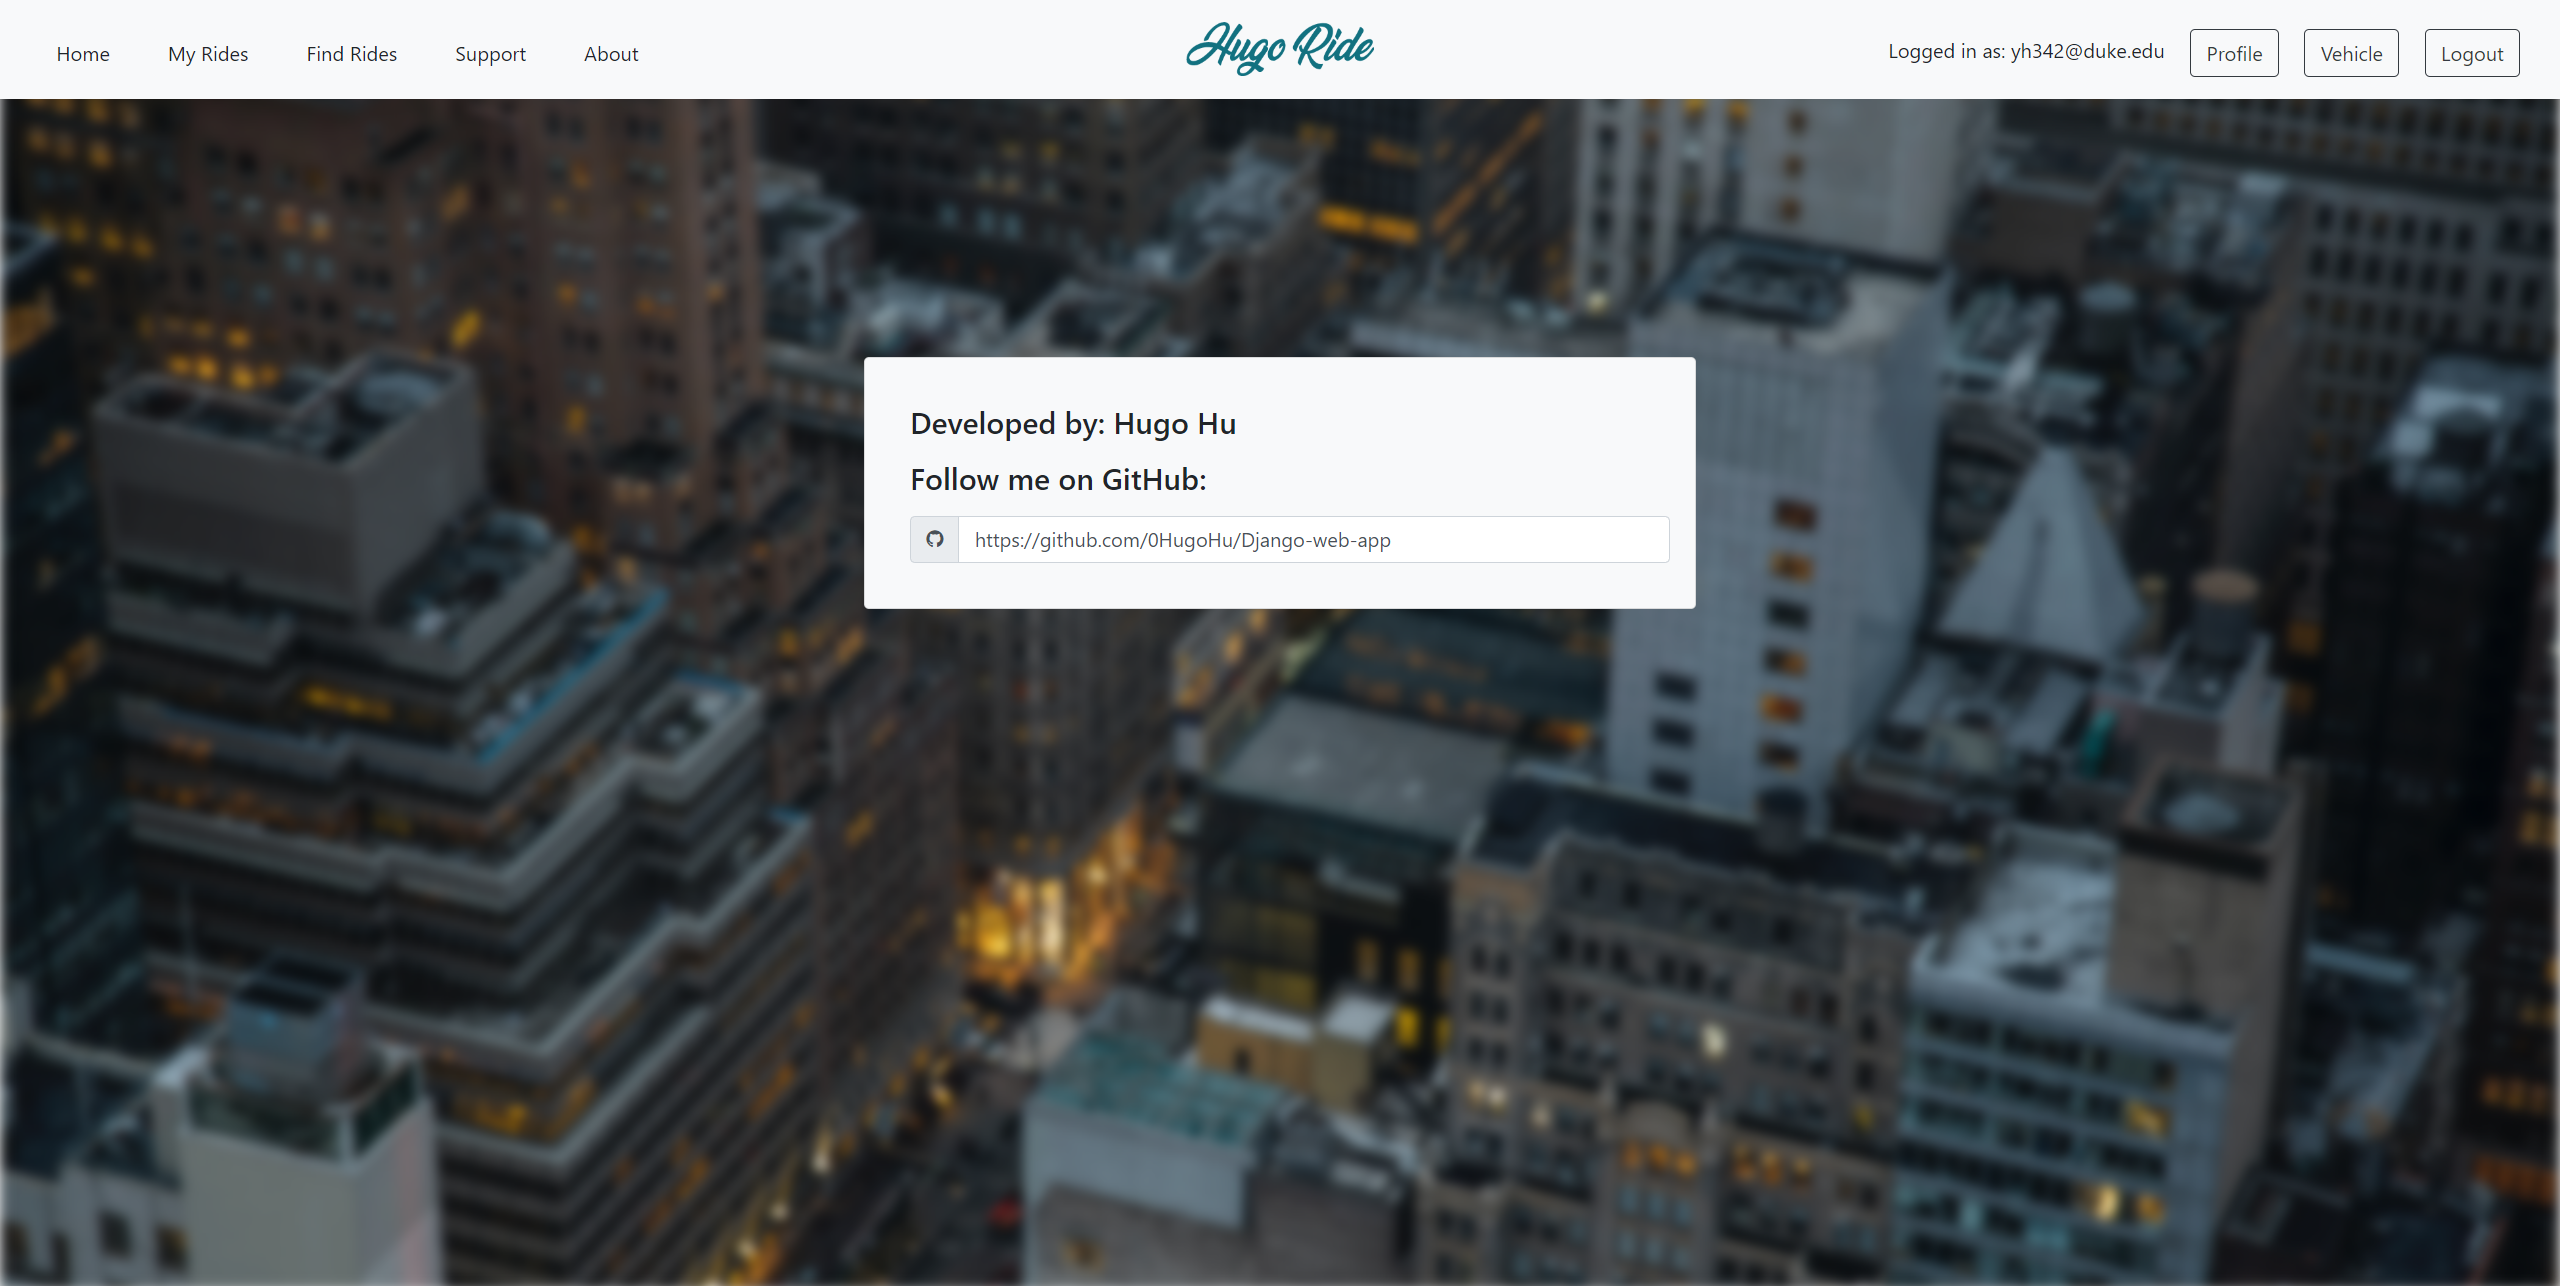 Home My Rides Find Rides Support About Hugo Ride Logged in as: yh342@duke.edu Profile Vehicle Logout
Developed by: Hugo Hu
Follow me on GitHub:
https://github.com/0HugoHu/Django-web-app